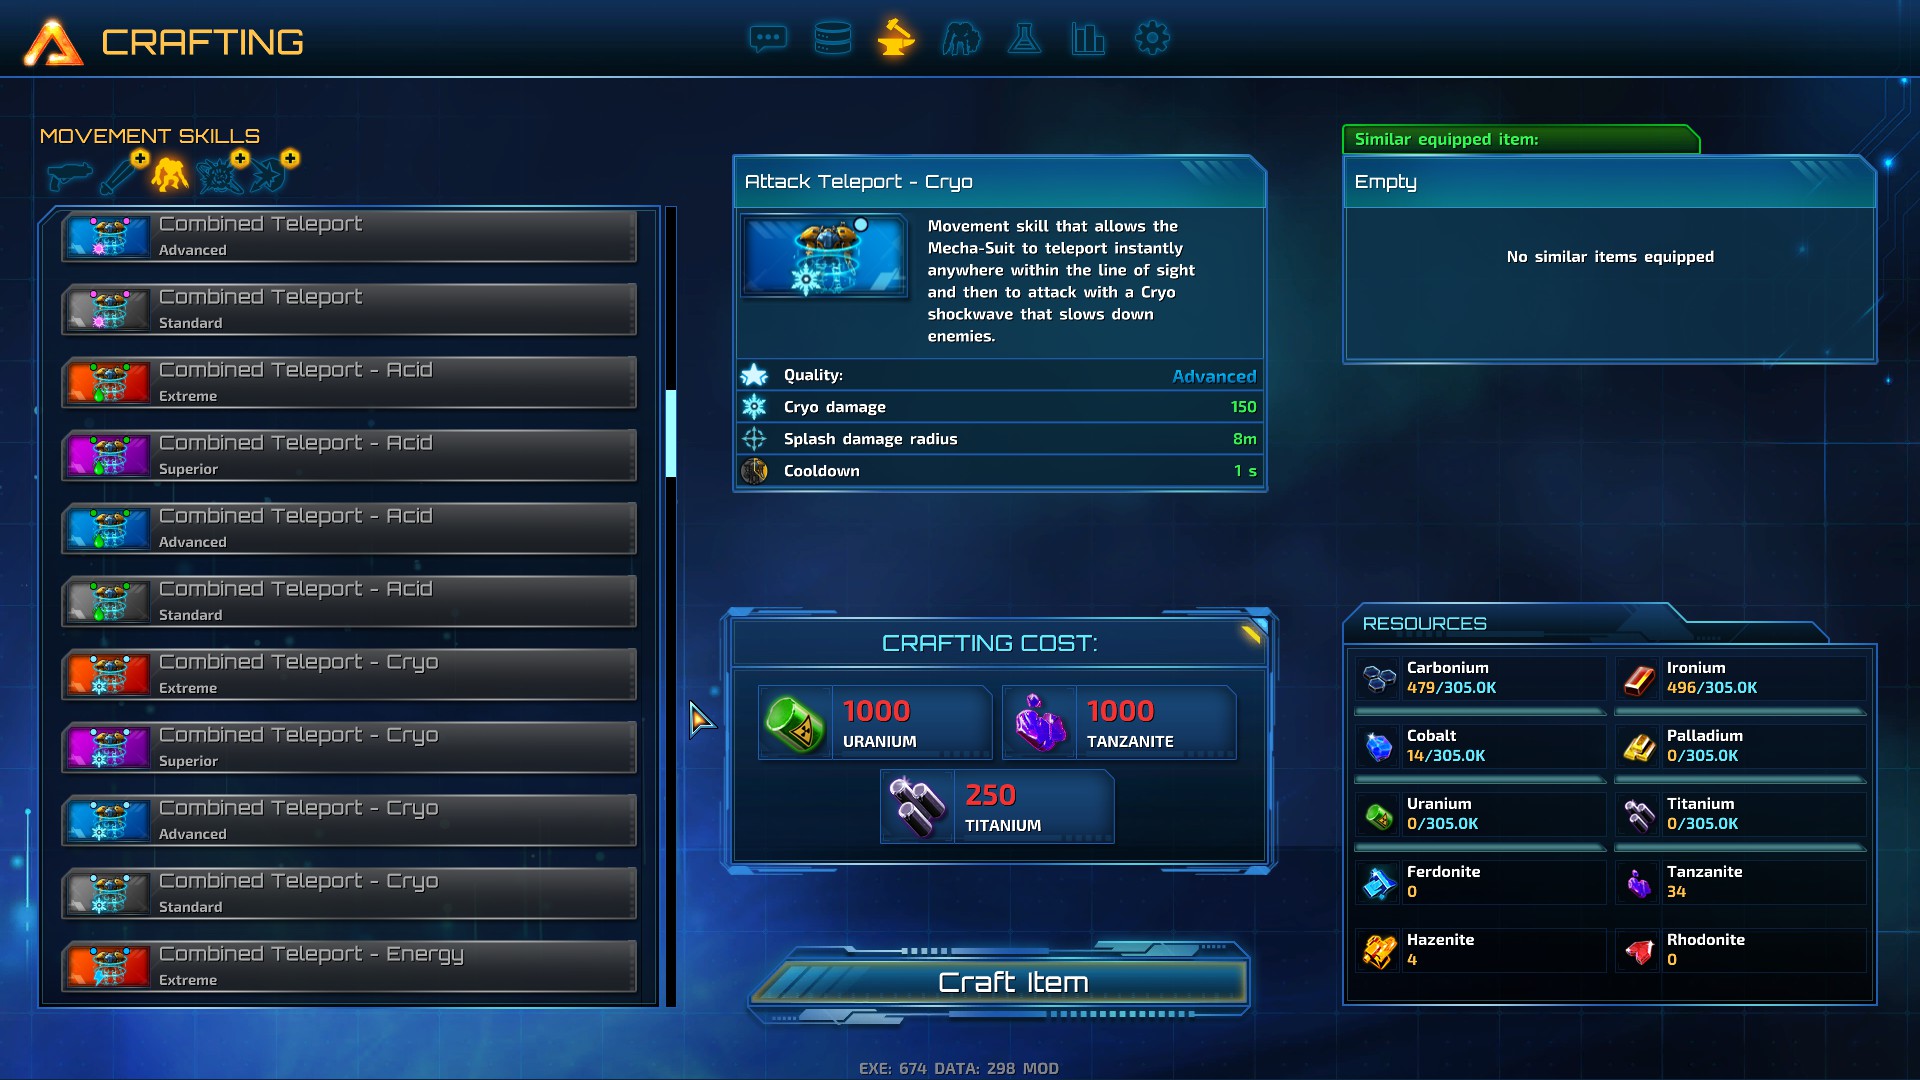 CRAFTING
MOVEMENT SKILLS
Combined Teleport
Advanced
Combined Teleport
Standard
Combined Teleport - Acid
Extreme
Combined Teleport - Acid
Superior
Combined Teleport - Acid
Advanced
Combined Teleport - Acid
Standard
Combined Teleport - Cryo
Extreme
Combined Teleport - Cryo
Superior
Combined Teleport - Cryo
Advanced
Combined Teleport - Cryo
Standard
Combined Teleport - Energy
Extreme
Attack Teleport - Cryo
Movement skill that allows the
Mecha-Suit to teleport instantly
anywhere within the line of sight
and then to attack with a Cryo
shockwave that slows down
enemies.
Quality: Advanced
Cryo damage 150
Splash damage radius 8m
Cooldown 1 s
CRAFTING COST:
1000
URANIUM
1000
TANZANITE
250
TITANIUM
Craft Item
Similar equipped item:
Empty
No similar items equipped
RESOURCES
Carbonium
479/305.0K
Ironium
496/305.0K
Cobalt
14/305.0K
Palladium
0/305.0K
Uranium
0/305.0K
Titanium
0/305.0K
Ferdonite
0
Tanzanite
34
Hazenite
4
Rhodonite
0
EXE: 674 DATA: 298 MOD